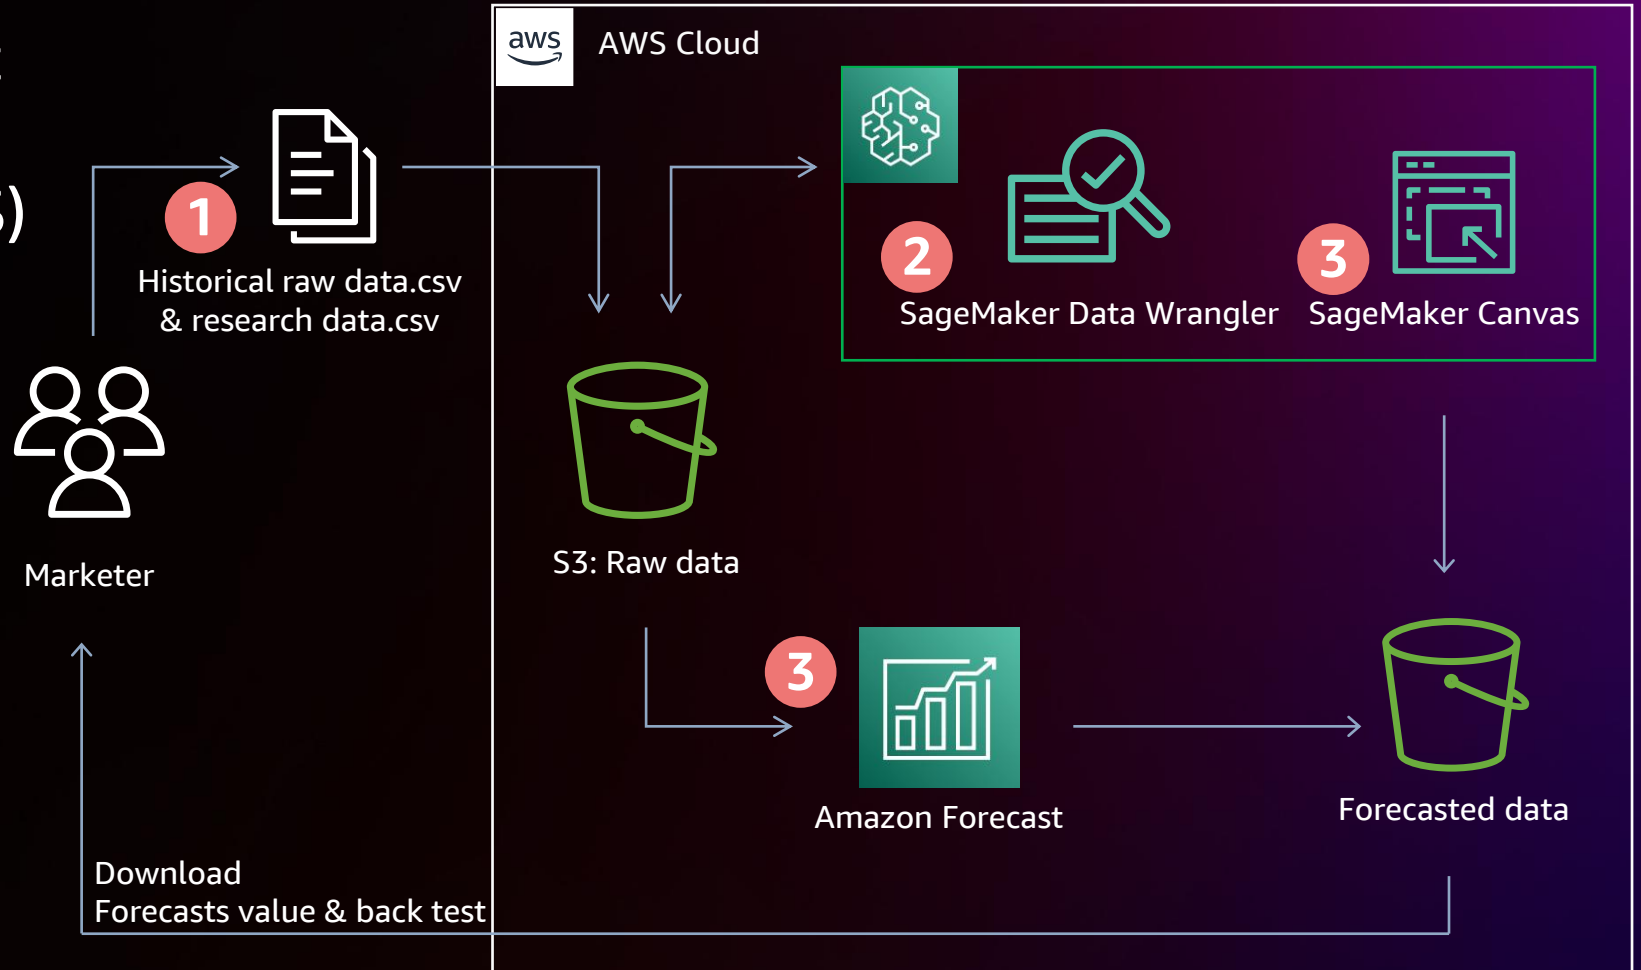 aws
AWS Cloud
1
Historical raw data.csv
& research data.csv
2
SageMaker Data Wrangler
3
SageMaker Canvas
Marketer
S3: Raw data
3
Amazon Forecast
Forecasted data
Download
Forecasts value & back test